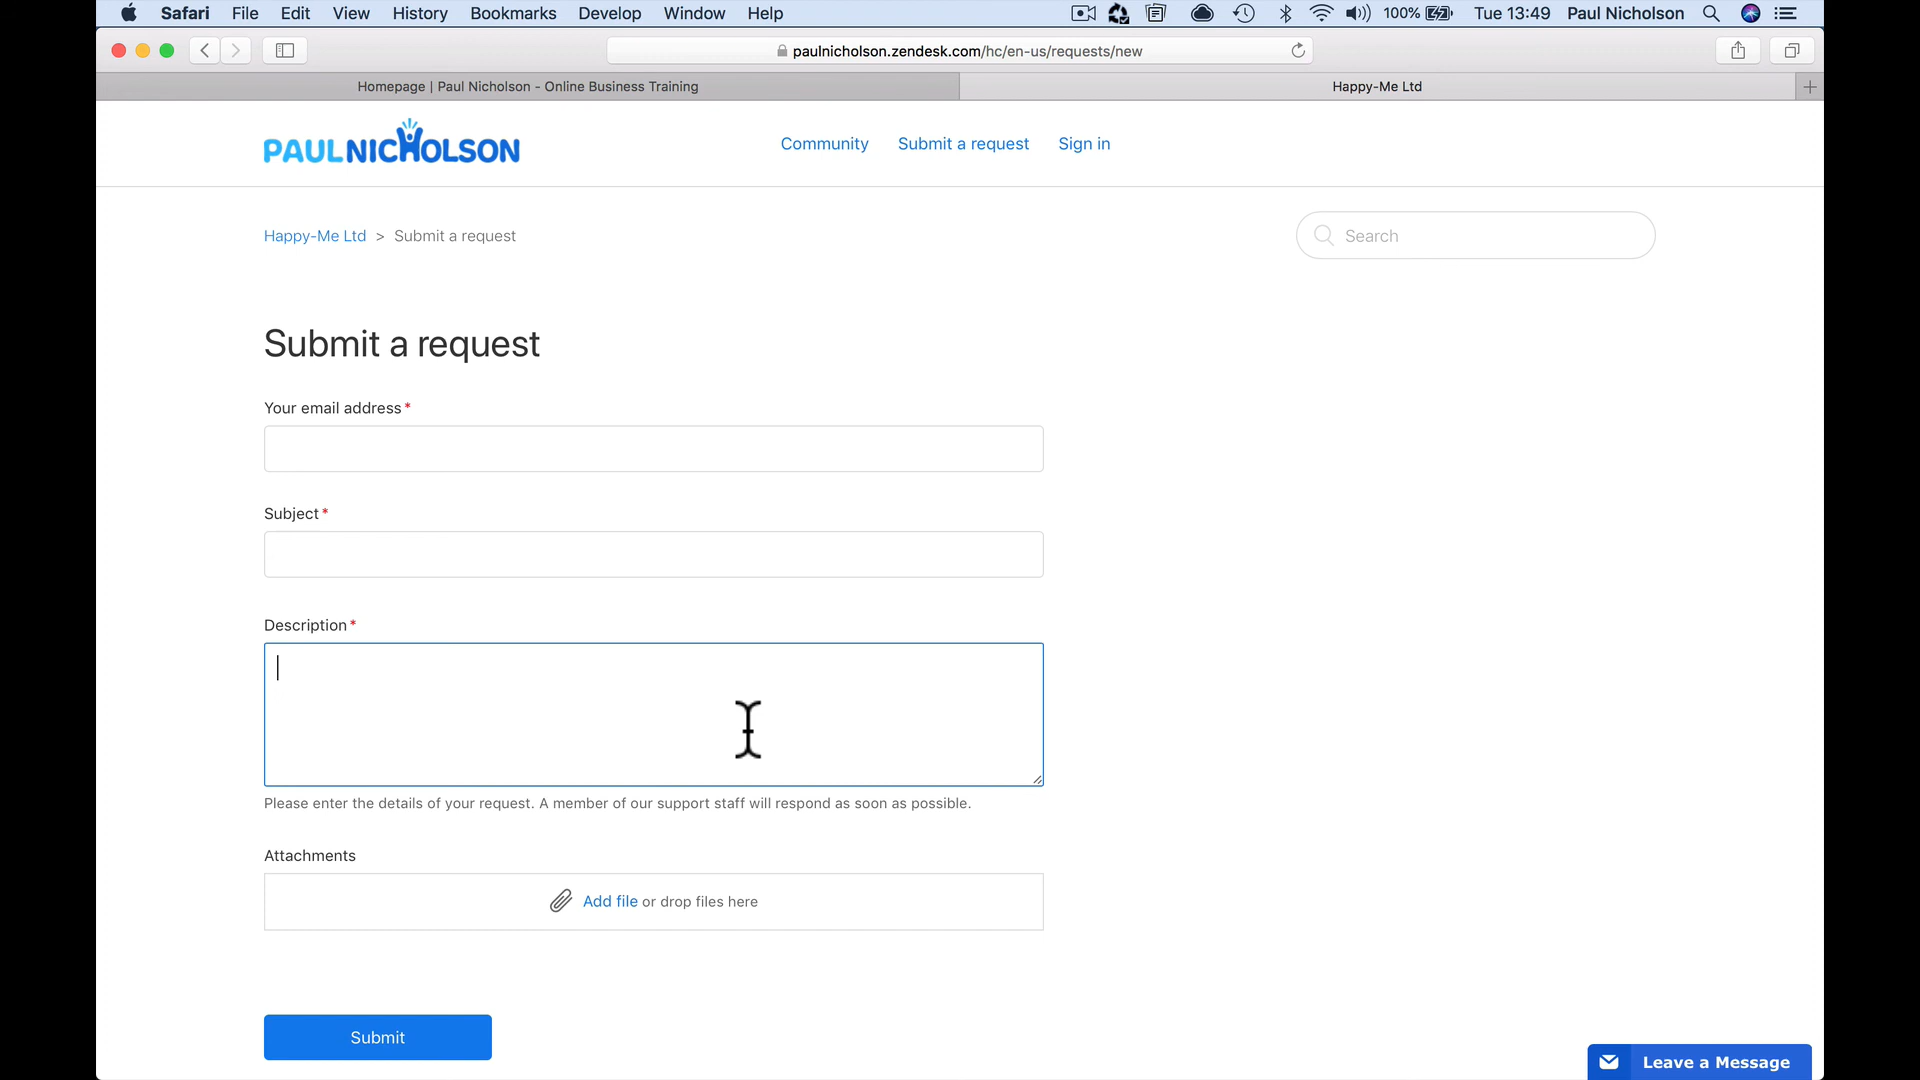 Safari File Edit View History Bookmarks Develop Window Help 100% Tue 13:49 Paul Nicholson
paulnicholson.zendesk.com/hc/en-us/requests/new
Homepage | Paul Nicholson - Online Business Training Happy-Me Ltd
PAULNICHOLSON
Community Submit a request Sign in
Happy-Me Ltd > Submit a request
Search
Submit a request
Your email address*
Subject*
Description*
Please enter the details of your request. A member of our support staff will respond as soon as possible.
Attachments
Add file or drop files here
Submit
Leave a Message